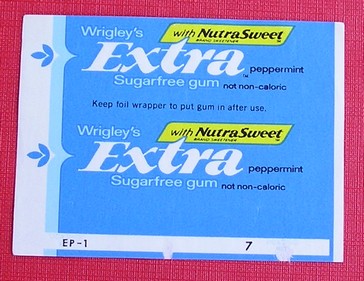 Wrigley's
with NutraSweet
BRAND SWEETENER
Extra™ peppermint
Sugarfree gum not non-caloric
Keep foil wrapper to put gum in after use.
Wrigley's
with NutraSweet
BRAND SWEETENER
Extra peppermint
Sugarfree gum not non-caloric
EP-1 7